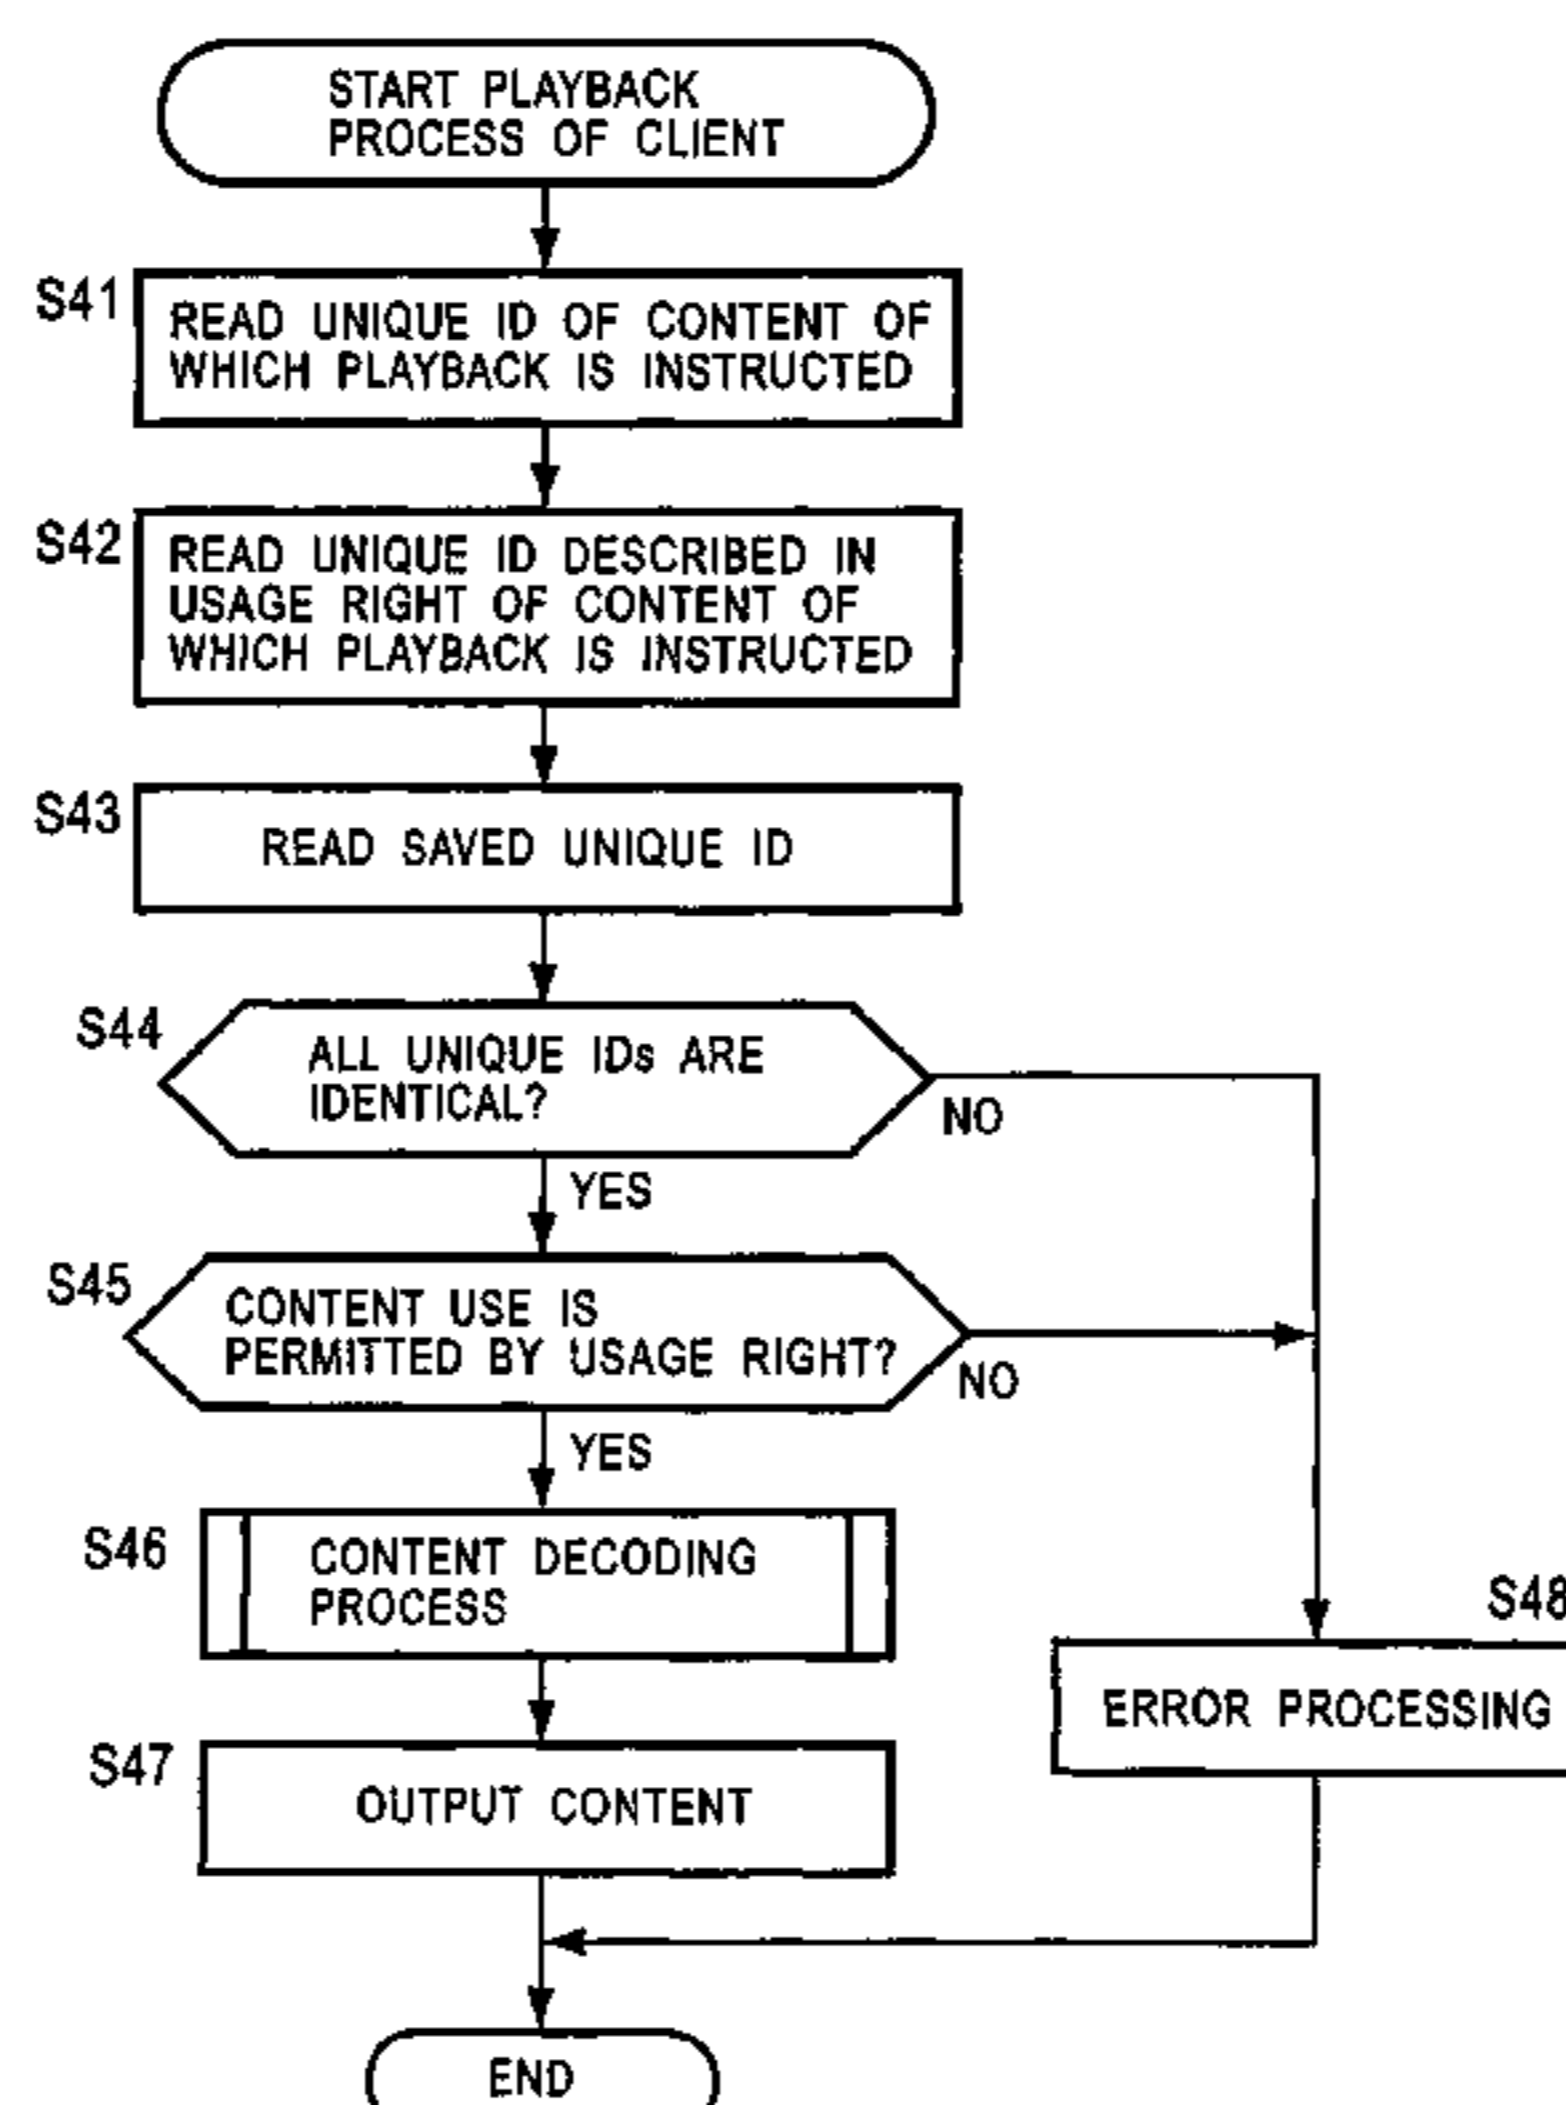 START PLAYBACK
PROCESS OF CLIENT
S41
READ UNIQUE ID OF CONTENT OF
WHICH PLAYBACK IS INSTRUCTED
S42
READ UNIQUE ID DESCRIBED IN
USAGE RIGHT OF CONTENT OF
WHICH PLAYBACK IS INSTRUCTED
S43
READ SAVED UNIQUE ID
S44
ALL UNIQUE IDs ARE
IDENTICAL?
NO
YES
S45
CONTENT USE IS
PERMITTED BY USAGE RIGHT?
NO
YES
S46
CONTENT DECODING
PROCESS
S48
ERROR PROCESSING
S47
OUTPUT CONTENT
END